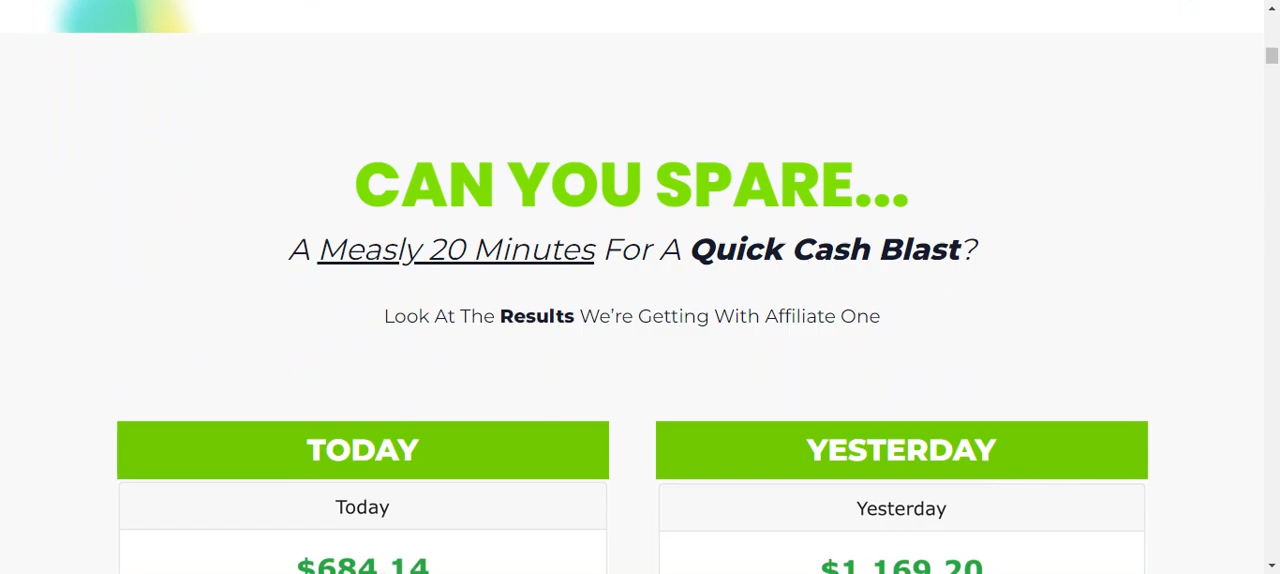 CAN YOU SPARE...
A Measly 20 Minutes For A Quick Cash Blast?
Look At The Results We’re Getting With Affiliate One
TODAY
Today
$684.14
YESTERDAY
Yesterday
$1,169.20